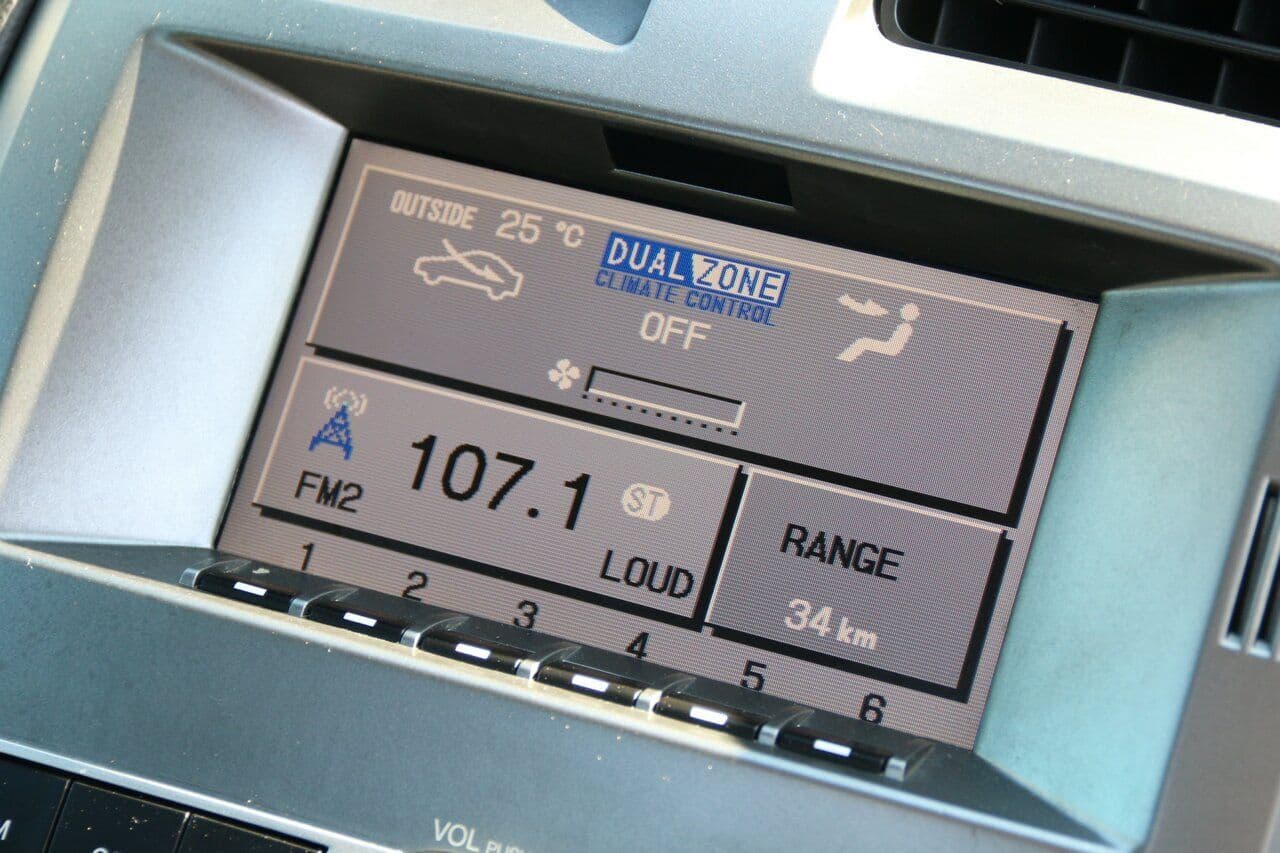 OUTSIDE 25 °C
DUAL ZONE
CLIMATE CONTROL
OFF
107.1 ST
FM2
LOUD
RANGE
34 km
1 2 3 4 5 6
VOL PUSH